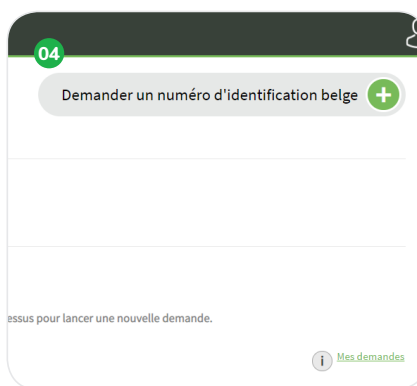 04
Demander un numéro d'identification belge
essus pour lancer une nouvelle demande.
Mes demandes